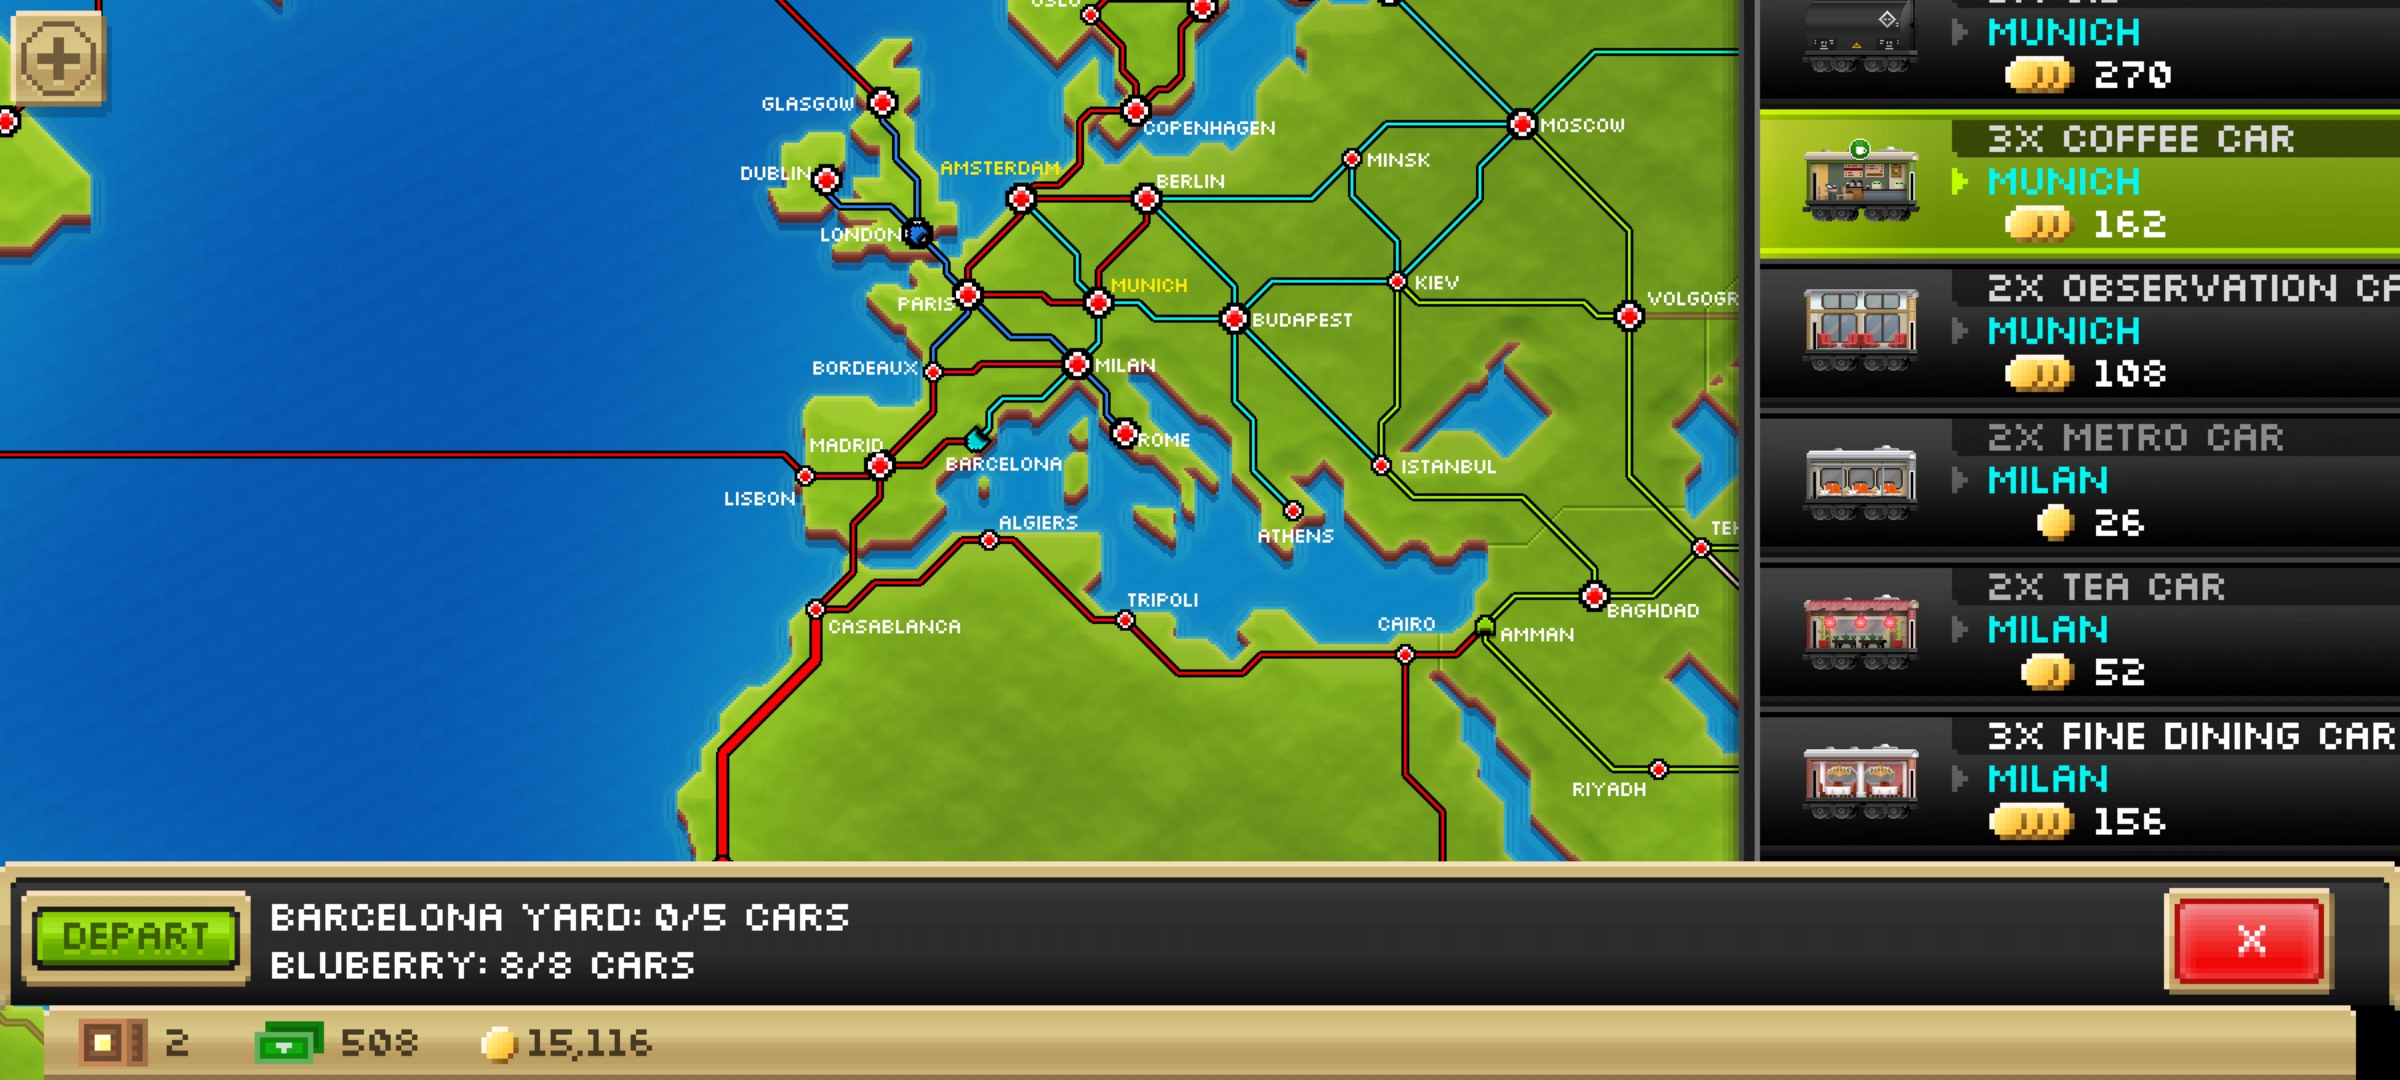 OSLO
GLASGOW
COPENHAGEN
MOSCOW
MINSK
DUBLIN
AMSTERDAM
BERLIN
LONDON
MUNICH
KIEV
PARIS
BUDAPEST
VOLGOGR
BORDEAUX
MILAN
MADRID
ROME
BARCELONA
ISTANBUL
LISBON
ALGIERS
ATHENS
TEH
TRIPOLI
CASABLANCA
CAIRO
AMMAN
BAGHDAD
RIYADH
MUNICH
270
3X COFFEE CAR
MUNICH
162
2X OBSERVATION CA
MUNICH
108
2X METRO CAR
MILAN
26
2X TEA CAR
MILAN
52
3X FINE DINING CAR
MILAN
156
DEPART
BARCELONA YARD: 0/5 CARS
BLUBERRY: 8/8 CARS
X
2
508
15,116